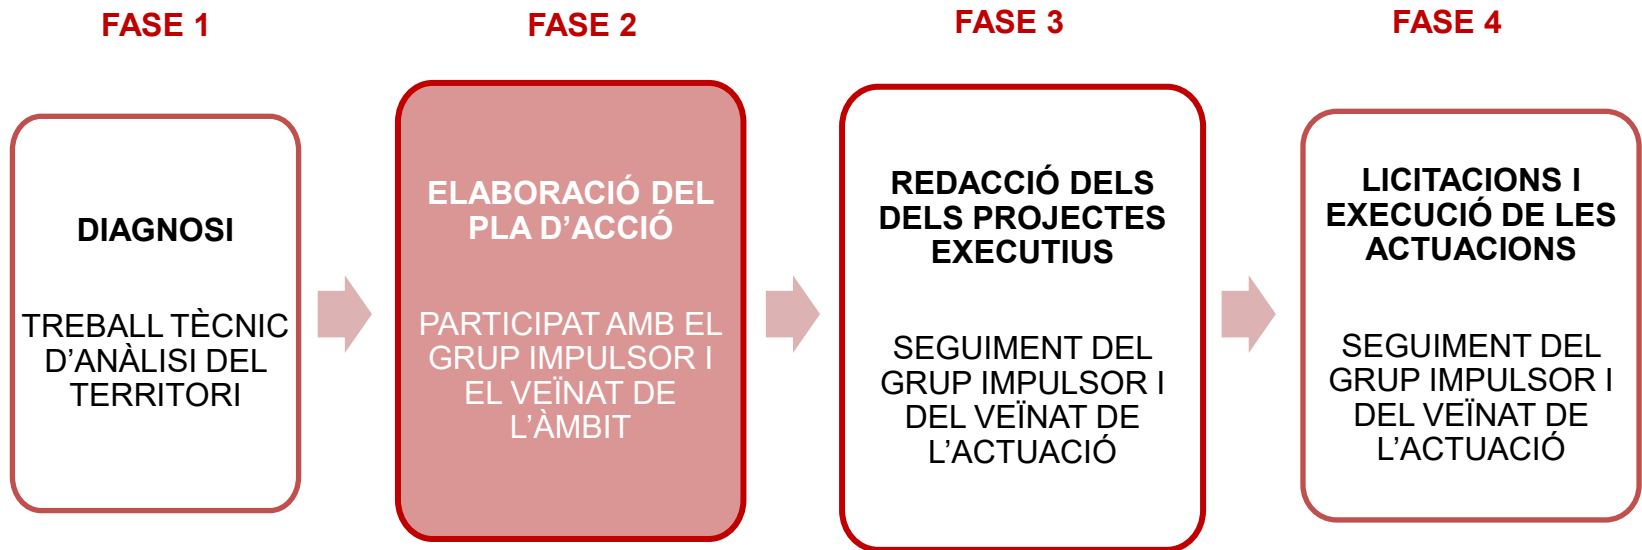 FASE 1
DIAGNOSI
TREBALL TÈCNIC
D’ANÀLISI DEL
TERRITORI
FASE 2
ELABORACIÓ DEL
PLA D’ACCIÓ
PARTICIPAT AMB EL
GRUP IMPULSOR I
EL VEÏNAT DE
L’ÀMBIT
FASE 3
REDACCIÓ DELS
DELS PROJECTES
EXECUTIUS
SEGUIMENT DEL
GRUP IMPULSOR I
DEL VEÏNAT DE
L’ACTUACIÓ
FASE 4
LICITACIONS I
EXECUCIÓ DE LES
ACTUACIONS
SEGUIMENT DEL
GRUP IMPULSOR I
DEL VEÏNAT DE
L’ACTUACIÓ